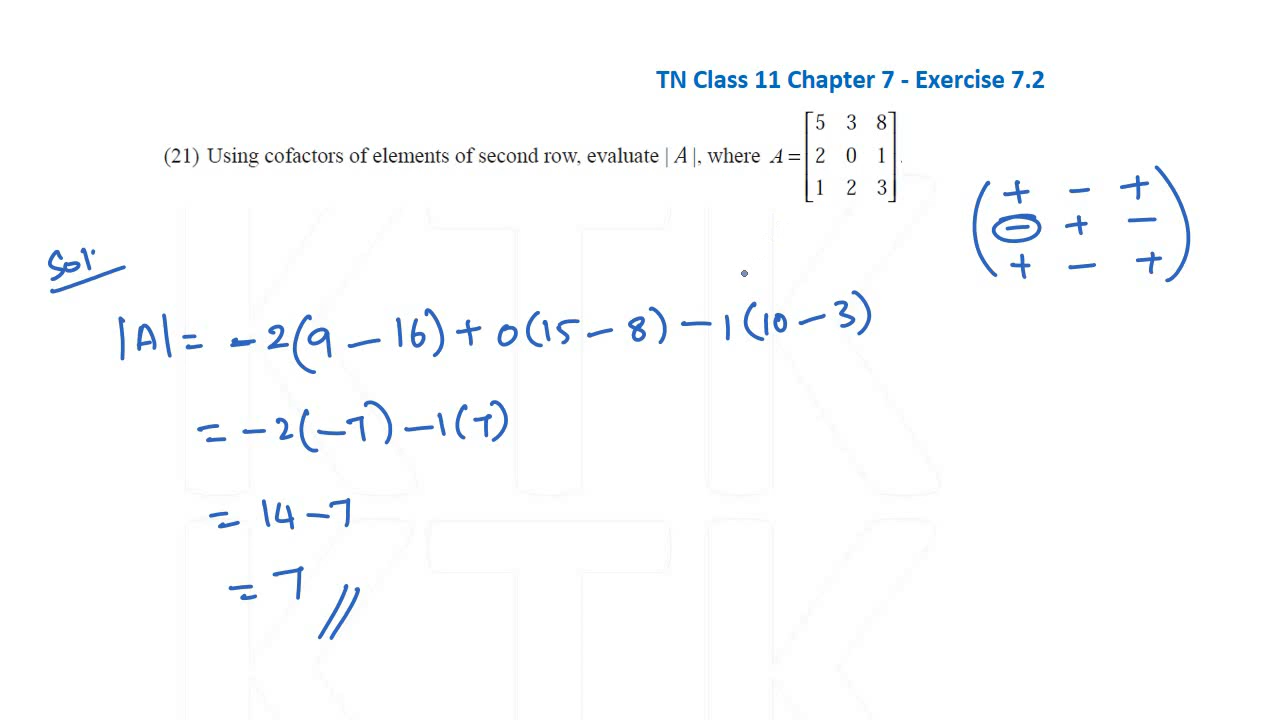 TN Class 11 Chapter 7 - Exercise 7.2
(21) Using cofactors of elements of second row, evaluate | A |, where A = [5 3 8
2 0 1
1 2 3].
+ - +
- + -
+ - +
Sol:
|A| = -2(9 - 16) + 0(15 - 8) - 1(10 - 3)
= -2(-7) - 1(7)
= 14 - 7
= 7 //
KTK
KTK